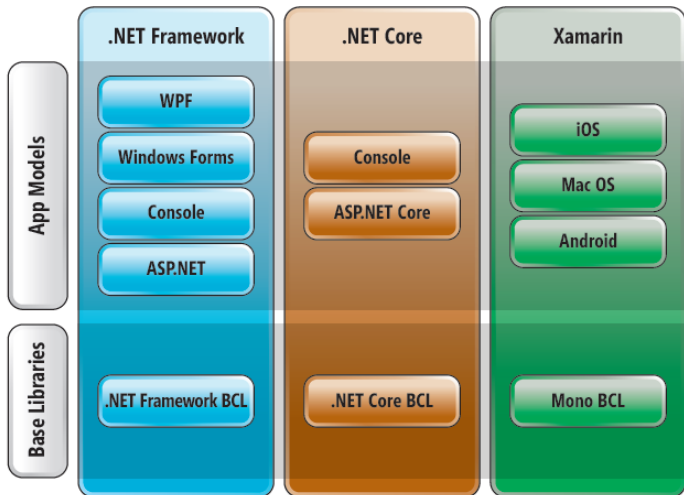 .NET Framework
.NET Core
Xamarin
App Models
WPF
Windows Forms
Console
ASP.NET
Console
ASP.NET Core
iOS
Mac OS
Android
Base Libraries
.NET Framework BCL
.NET Core BCL
Mono BCL